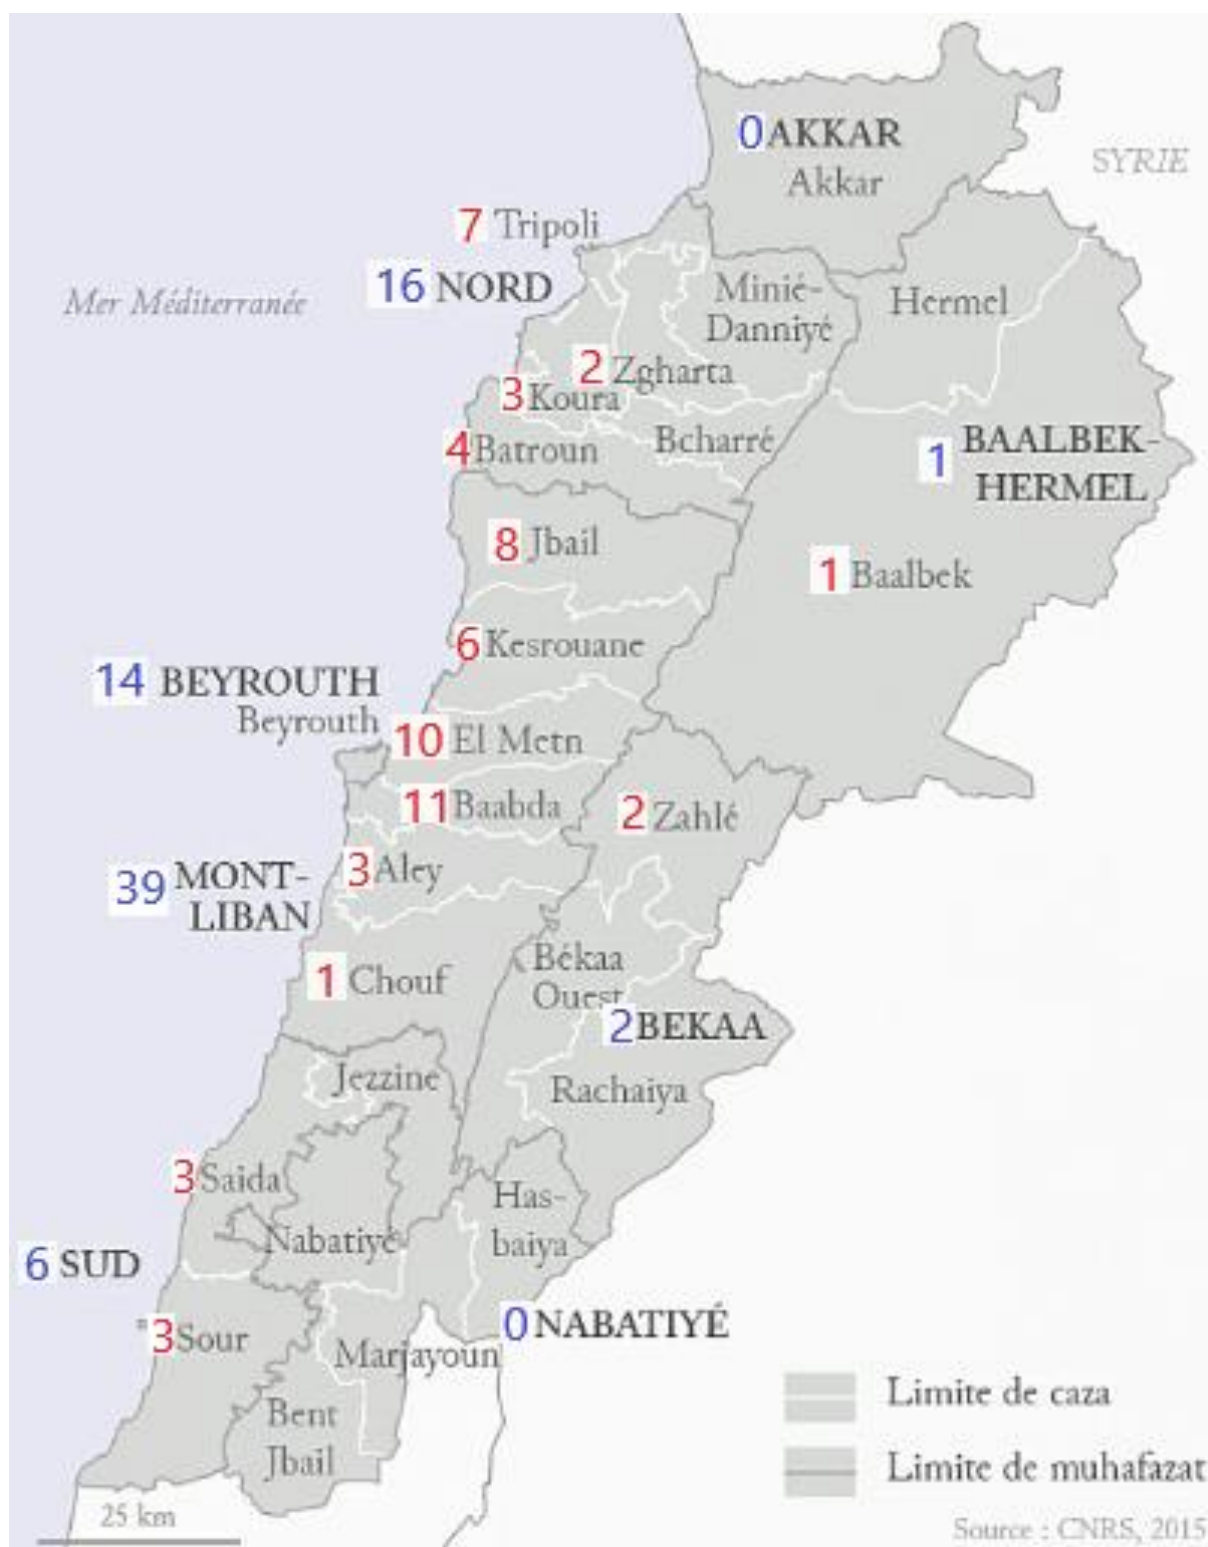 0 AKKAR
Akkar
SYRIE
7 Tripoli
16 NORD
Mer Méditerranée
Minié-
Danniyé
Hermel
2 Zgharta
3 Koura
4 Batroun
Bcharré
1 BAALBEK-
HERMEL
8 Jbail
1 Baalbek
6 Kesrouane
14 BEYROUTH
Beyrouth
10 El Metn
11 Baabda
2 Zahlé
3 Aley
39 MONT-
LIBAN
1 Chouf
Békaa
Ouest
2 BEKAA
Jezzine
Rachaiya
3 Saida
Has-
baiya
Nabatiyé
6 SUD
0 NABATIYÉ
3 Sour
Marjayoun
Bent
Jbail
Limite de caza
Limite de muhafazat
25 km
Source : CNRS, 2015